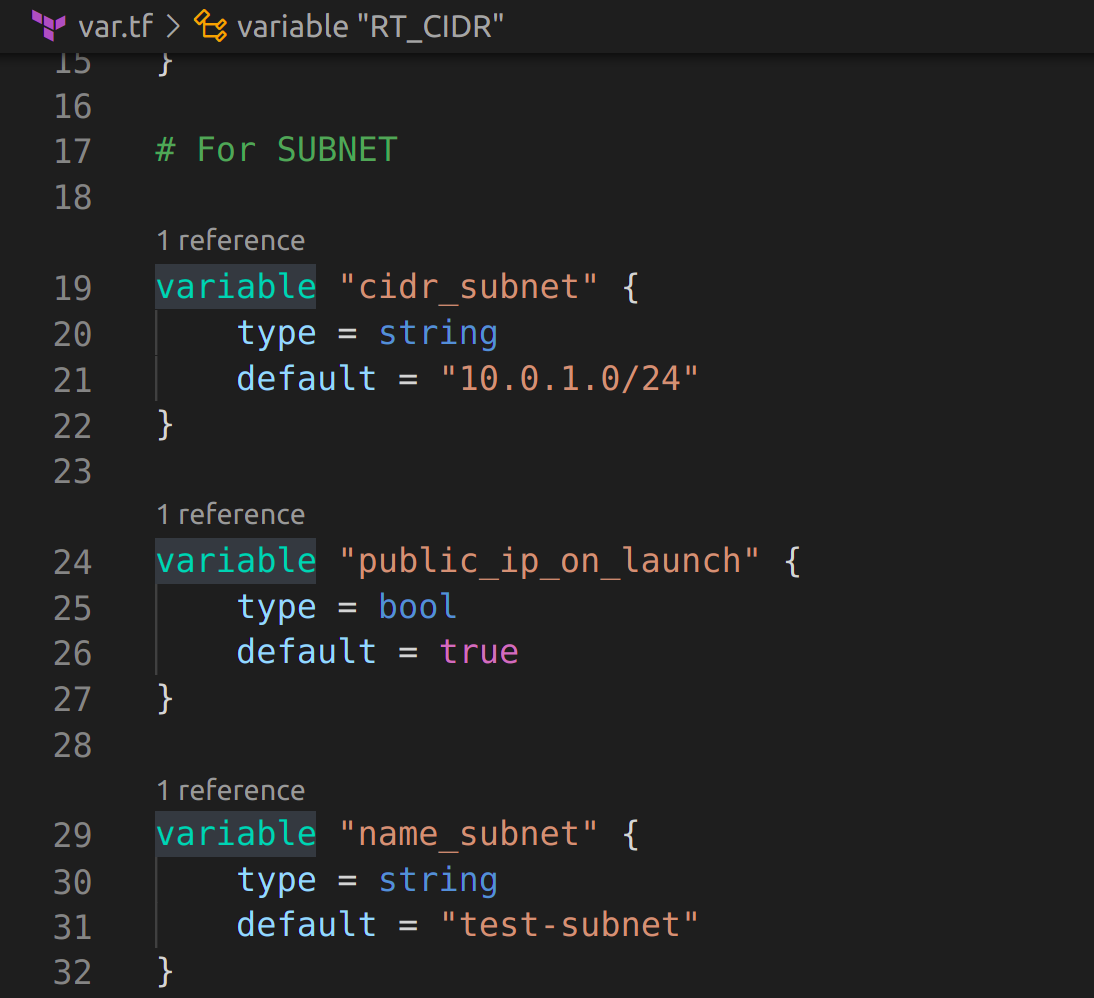 var.tf > variable "RT_CIDR"
15 }
16
17 # For SUBNET
18
1 reference
19 variable "cidr_subnet" {
20 type = string
21 default = "10.0.1.0/24"
22 }
23
1 reference
24 variable "public_ip_on_launch" {
25 type = bool
26 default = true
27 }
28
1 reference
29 variable "name_subnet" {
30 type = string
31 default = "test-subnet"
32 }